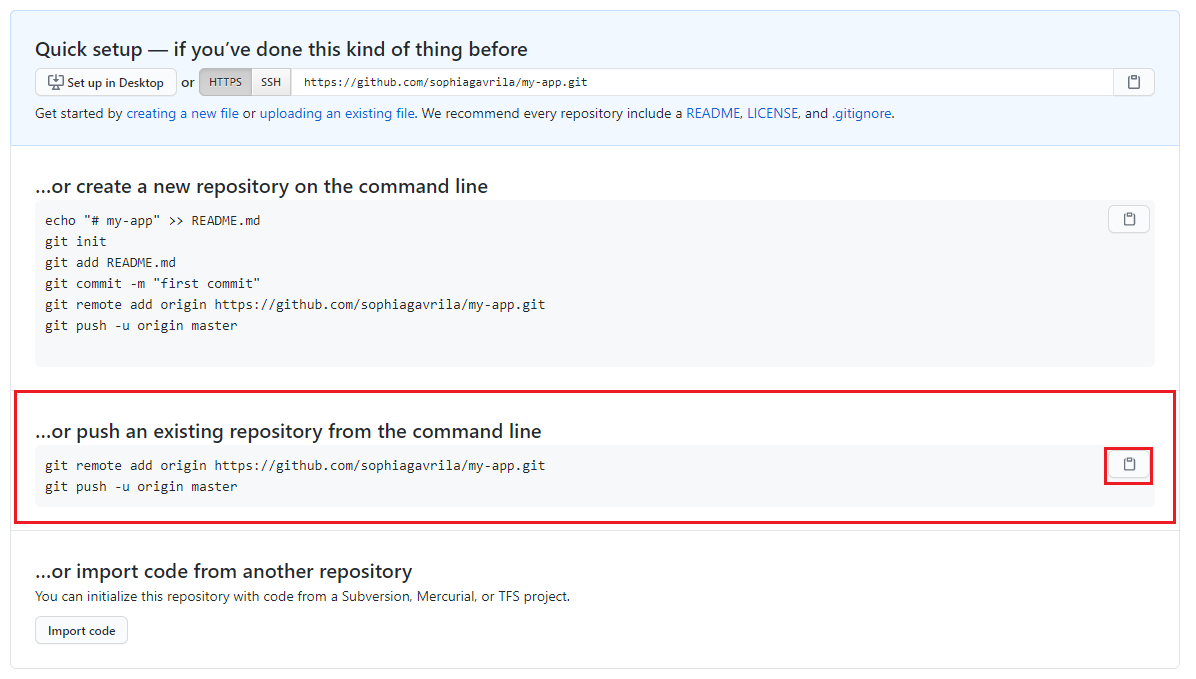 Quick setup — if you’ve done this kind of thing before
Set up in Desktop or HTTPS SSH https://github.com/sophiagavrila/my-app.git
Get started by creating a new file or uploading an existing file. We recommend every repository include a README, LICENSE, and .gitignore.
…or create a new repository on the command line
echo "# my-app" >> README.md
git init
git add README.md
git commit -m "first commit"
git remote add origin https://github.com/sophiagavrila/my-app.git
git push -u origin master
…or push an existing repository from the command line
git remote add origin https://github.com/sophiagavrila/my-app.git
git push -u origin master
…or import code from another repository
You can initialize this repository with code from a Subversion, Mercurial, or TFS project.
Import code